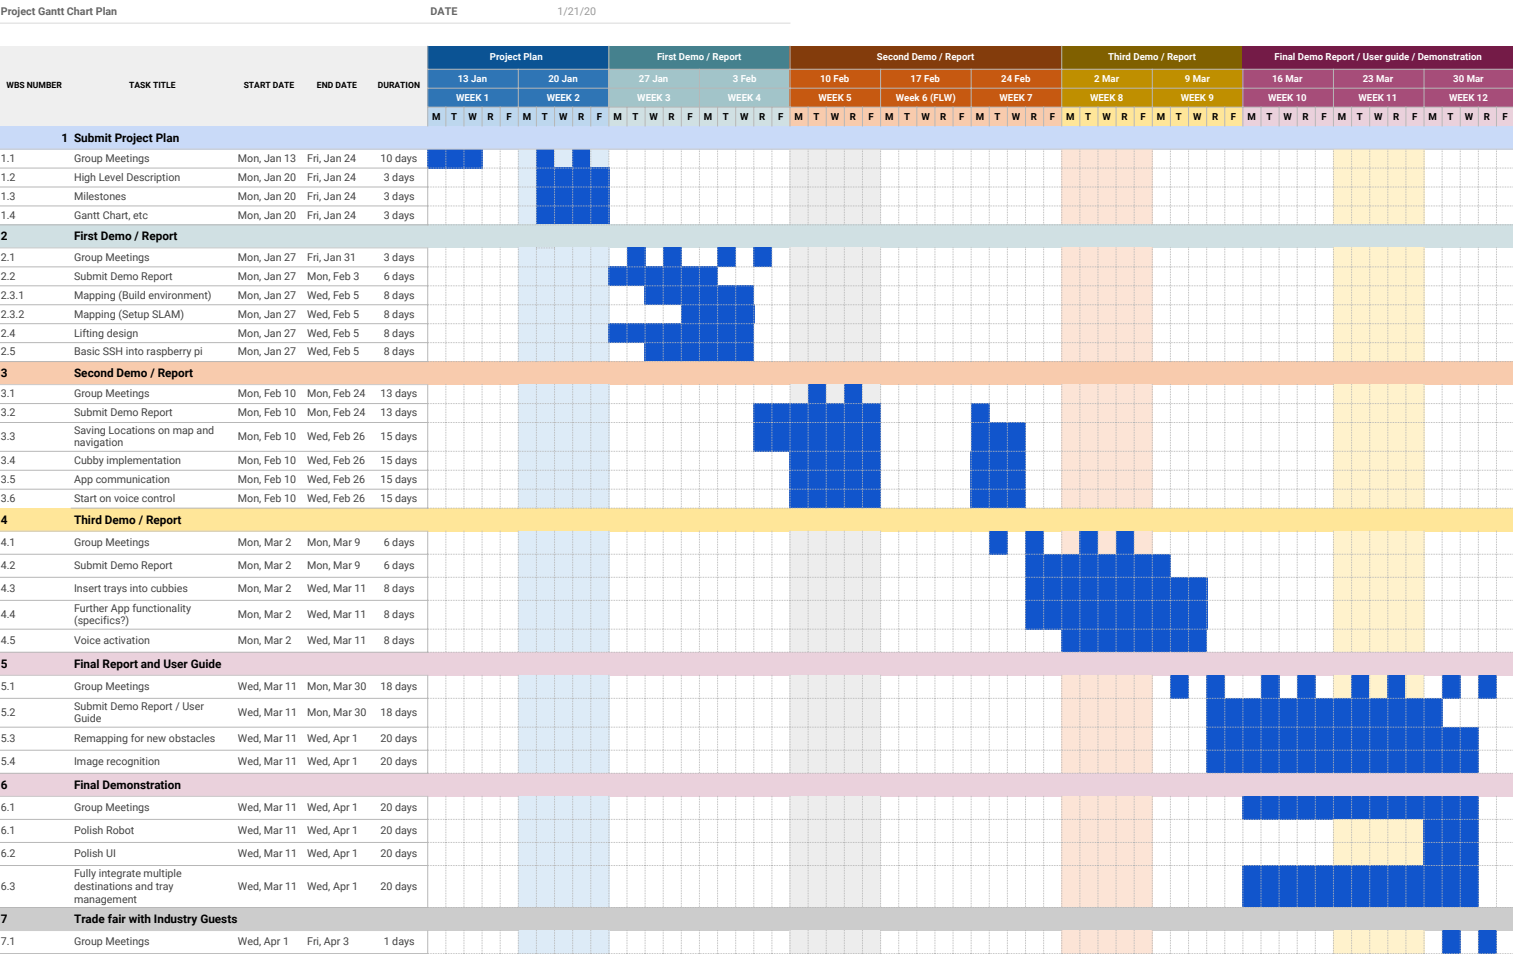 Project Gantt Chart Plan DATE 1/21/20
Project Plan First Demo / Report Second Demo / Report Third Demo / Report Final Demo Report / User guide / Demonstration
WBS NUMBER TASK TITLE START DATE END DATE DURATION
13 Jan 20 Jan 27 Jan 3 Feb 10 Feb 17 Feb 24 Feb 2 Mar 9 Mar 16 Mar 23 Mar 30 Mar
WEEK 1 WEEK 2 WEEK 3 WEEK 4 WEEK 5 Week 6 (FLW) WEEK 7 WEEK 8 WEEK 9 WEEK 10 WEEK 11 WEEK 12
M T W R F M T W R F M T W R F M T W R F M T W R F M T W R F M T W R F M T W R F M T W R F M T W R F M T W R F M T W R F
1 Submit Project Plan
1.1 Group Meetings Mon, Jan 13 Fri, Jan 24 10 days
1.2 High Level Description Mon, Jan 20 Fri, Jan 24 3 days
1.3 Milestones Mon, Jan 20 Fri, Jan 24 3 days
1.4 Gantt Chart, etc Mon, Jan 20 Fri, Jan 24 3 days
2 First Demo / Report
2.1 Group Meetings Mon, Jan 27 Fri, Jan 31 3 days
2.2 Submit Demo Report Mon, Jan 27 Mon, Feb 3 6 days
2.3.1 Mapping (Build environment) Mon, Jan 27 Wed, Feb 5 8 days
2.3.2 Mapping (Setup SLAM) Mon, Jan 27 Wed, Feb 5 8 days
2.4 Lifting design Mon, Jan 27 Wed, Feb 5 8 days
2.5 Basic SSH into raspberry pi Mon, Jan 27 Wed, Feb 5 8 days
3 Second Demo / Report
3.1 Group Meetings Mon, Feb 10 Mon, Feb 24 13 days
3.2 Submit Demo Report Mon, Feb 10 Mon, Feb 24 13 days
3.3 Saving Locations on map and
navigation Mon, Feb 10 Wed, Feb 26 15 days
3.4 Cubby implementation Mon, Feb 10 Wed, Feb 26 15 days
3.5 App communication Mon, Feb 10 Wed, Feb 26 15 days
3.6 Start on voice control Mon, Feb 10 Wed, Feb 26 15 days
4 Third Demo / Report
4.1 Group Meetings Mon, Mar 2 Mon, Mar 9 6 days
4.2 Submit Demo Report Mon, Mar 2 Mon, Mar 9 6 days
4.3 Insert trays into cubbies Mon, Mar 2 Wed, Mar 11 8 days
4.4 Further App functionality
(specifics?) Mon, Mar 2 Wed, Mar 11 8 days
4.5 Voice activation Mon, Mar 2 Wed, Mar 11 8 days
5 Final Report and User Guide
5.1 Group Meetings Wed, Mar 11 Mon, Mar 30 18 days
5.2 Submit Demo Report / User
Guide Wed, Mar 11 Mon, Mar 30 18 days
5.3 Remapping for new obstacles Wed, Mar 11 Wed, Apr 1 20 days
5.4 Image recognition Wed, Mar 11 Wed, Apr 1 20 days
6 Final Demonstration
6.1 Group Meetings Wed, Mar 11 Wed, Apr 1 20 days
6.1 Polish Robot Wed, Mar 11 Wed, Apr 1 20 days
6.2 Polish UI Wed, Mar 11 Wed, Apr 1 20 days
6.3 Fully integrate multiple
destinations and tray
management Wed, Mar 11 Wed, Apr 1 20 days
7 Trade fair with Industry Guests
7.1 Group Meetings Wed, Apr 1 Fri, Apr 3 1 days